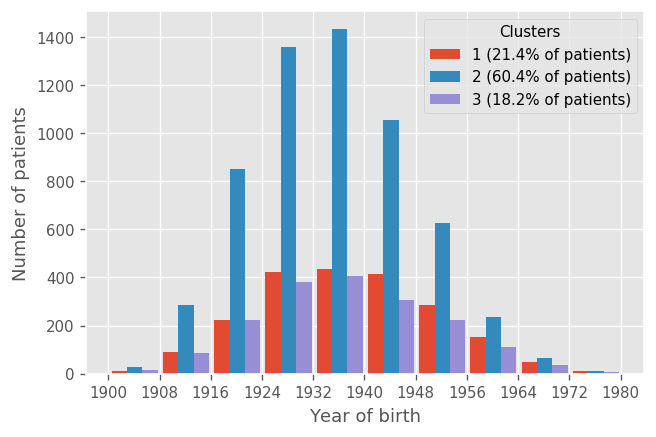 Clusters
1 (21.4% of patients)
2 (60.4% of patients)
3 (18.2% of patients)
Number of patients
1400
1200
1000
800
600
400
200
0
1900 1908 1916 1924 1932 1940 1948 1956 1964 1972 1980
Year of birth